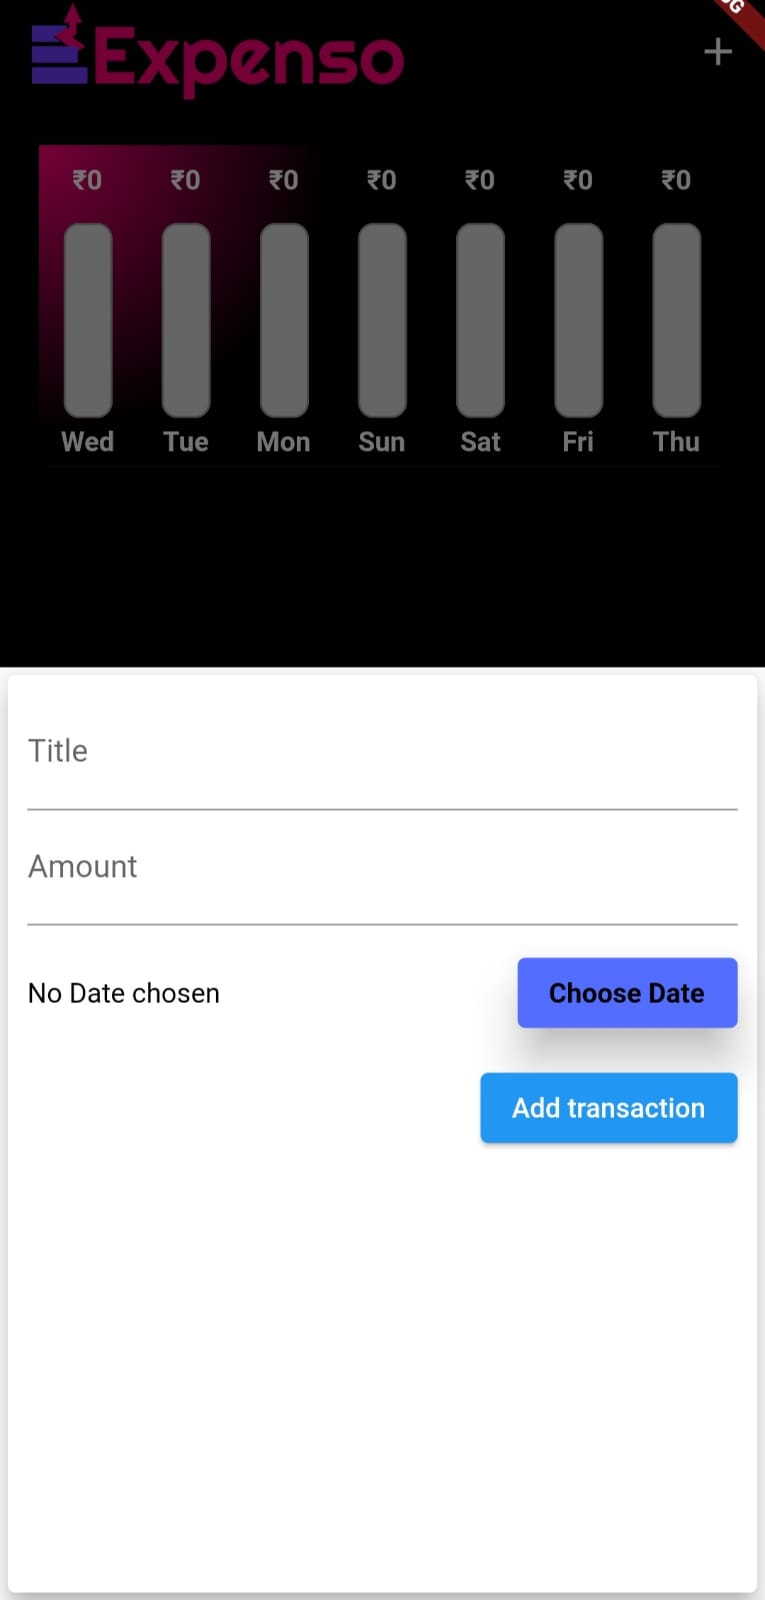 Expenso
₹0 ₹0 ₹0 ₹0 ₹0 ₹0 ₹0
Wed Tue Mon Sun Sat Fri Thu
Title
Amount
No Date chosen
Choose Date
Add transaction